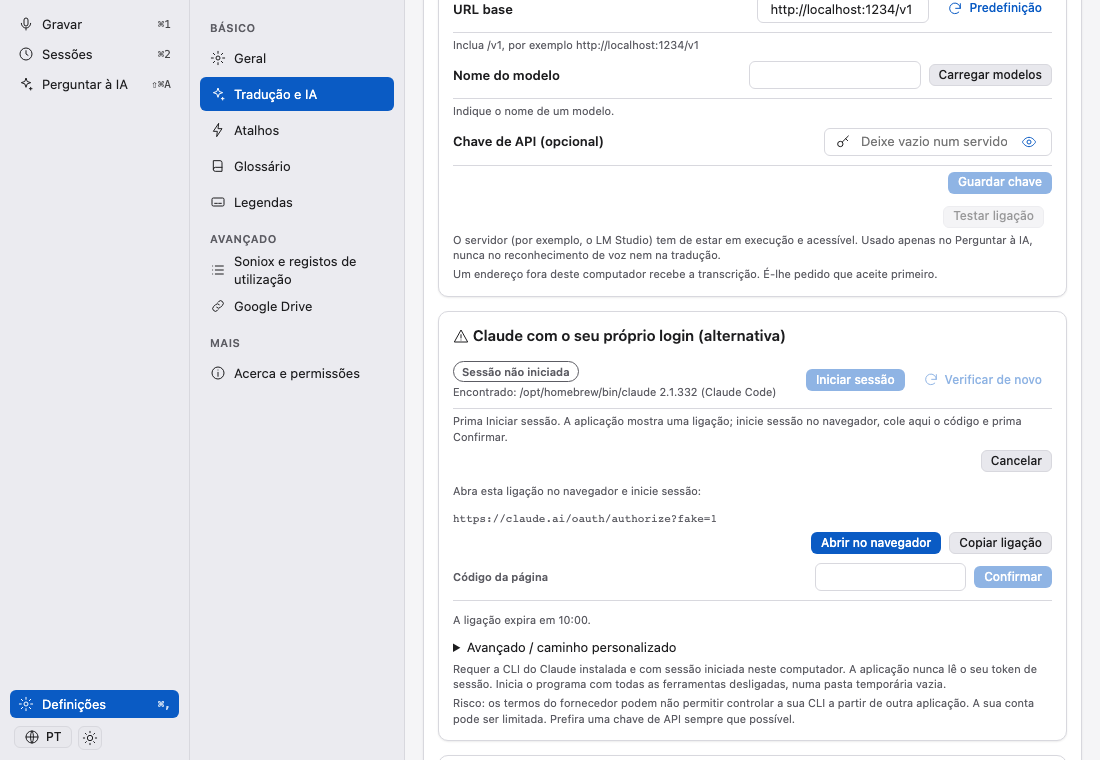 Gravar ⌘1
Sessões ⌘2
Perguntar à IA ⇧⌘A
Definições ⌘,
PT
BÁSICO
Geral
Tradução e IA
Atalhos
Glossário
Legendas
AVANÇADO
Soniox e registos de
utilização
Google Drive
MAIS
Acerca e permissões
URL base http://localhost:1234/v1 Predefinição
Inclua /v1, por exemplo http://localhost:1234/v1
Nome do modelo Carregar modelos
Indique o nome de um modelo.
Chave de API (opcional) Deixe vazio num servido
Guardar chave
Testar ligação
O servidor (por exemplo, o LM Studio) tem de estar em execução e acessível. Usado apenas no Perguntar à IA,
nunca no reconhecimento de voz nem na tradução.
Um endereço fora deste computador recebe a transcrição. É-lhe pedido que aceite primeiro.
Claude com o seu próprio login (alternativa)
Sessão não iniciada
Encontrado: /opt/homebrew/bin/claude 2.1.332 (Claude Code)
Iniciar sessão Verificar de novo
Prima Iniciar sessão. A aplicação mostra uma ligação; inicie sessão no navegador, cole aqui o código e prima
Confirmar.
Cancelar
Abra esta ligação no navegador e inicie sessão:
https://claude.ai/oauth/authorize?fake=1
Abrir no navegador Copiar ligação
Código da página Confirmar
A ligação expira em 10:00.
Avançado / caminho personalizado
Requer a CLI do Claude instalada e com sessão iniciada neste computador. A aplicação nunca lê o seu token de
sessão. Inicia o programa com todas as ferramentas desligadas, numa pasta temporária vazia.
Risco: os termos do fornecedor podem não permitir controlar a sua CLI a partir de outra aplicação. A sua conta
pode ser limitada. Prefira uma chave de API sempre que possível.